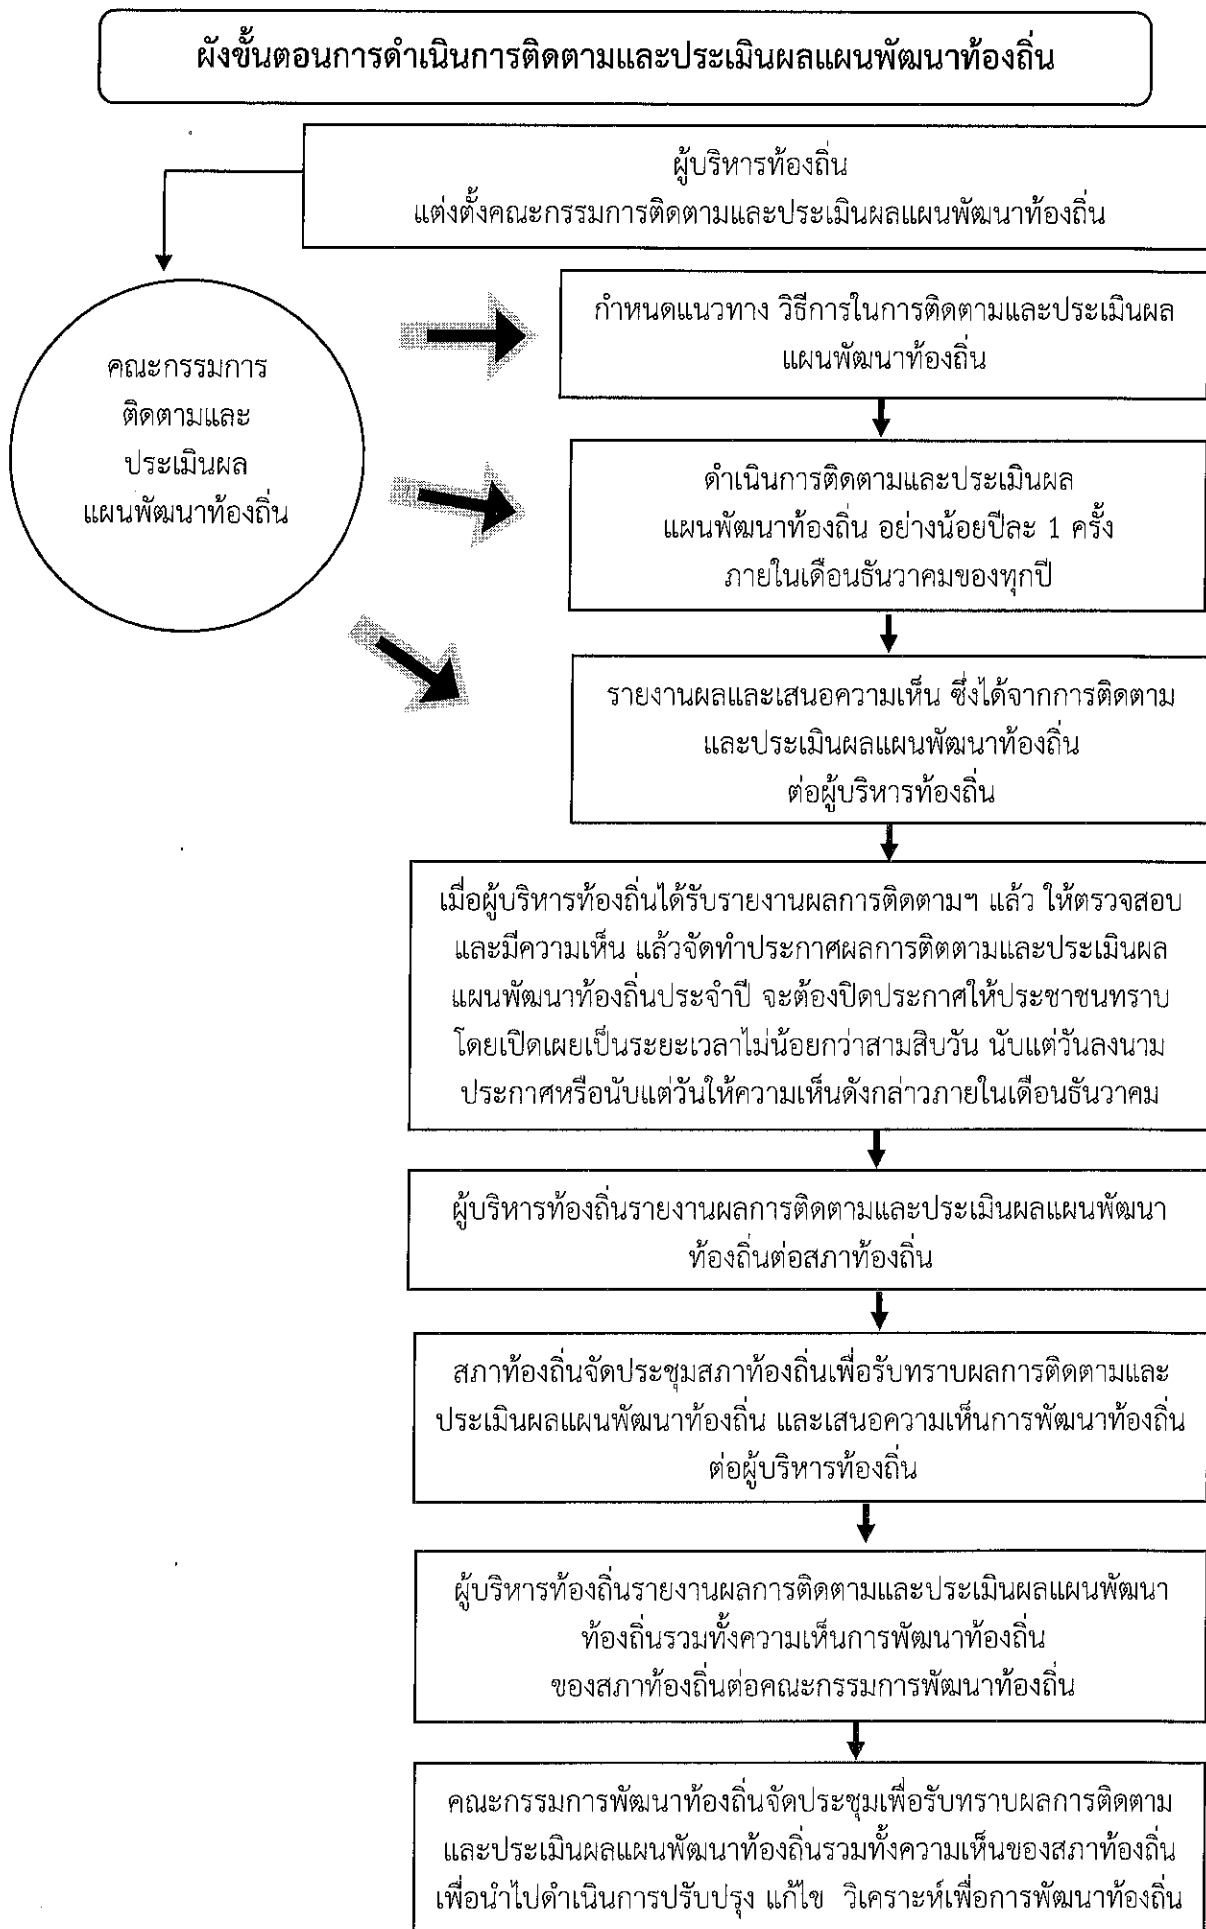 ผังขั้นตอนการดำเนินการติดตามและประเมินผลแผนพัฒนาท้องถิ่น
ผู้บริหารท้องถิ่น
แต่งตั้งคณะกรรมการติดตามและประเมินผลแผนพัฒนาท้องถิ่น
คณะกรรมการ
ติดตามและ
ประเมินผล
แผนพัฒนาท้องถิ่น
กำหนดแนวทาง วิธีการในการติดตามและประเมินผล
แผนพัฒนาท้องถิ่น
ดำเนินการติดตามและประเมินผล
แผนพัฒนาท้องถิ่น อย่างน้อยปีละ 1 ครั้ง
ภายในเดือนธันวาคมของทุกปี
รายงานผลและเสนอความเห็น ซึ่งได้จากการติดตาม
และประเมินผลแผนพัฒนาท้องถิ่น
ต่อผู้บริหารท้องถิ่น
เมื่อผู้บริหารท้องถิ่นได้รับรายงานผลการติดตามฯ แล้ว ให้ตรวจสอบ
และมีความเห็น แล้วจัดทำประกาศผลการติดตามและประเมินผล
แผนพัฒนาท้องถิ่นประจำปี จะต้องปิดประกาศให้ประชาชนทราบ
โดยเปิดเผยเป็นระยะเวลาไม่น้อยกว่าสามสิบวัน นับแต่วันลงนาม
ประกาศหรือนับแต่วันให้ความเห็นดังกล่าวภายในเดือนธันวาคม
ผู้บริหารท้องถิ่นรายงานผลการติดตามและประเมินผลแผนพัฒนา
ท้องถิ่นต่อสภาท้องถิ่น
สภาท้องถิ่นจัดประชุมสภาท้องถิ่นเพื่อรับทราบผลการติดตามและ
ประเมินผลแผนพัฒนาท้องถิ่น และเสนอความเห็นการพัฒนาท้องถิ่น
ต่อผู้บริหารท้องถิ่น
ผู้บริหารท้องถิ่นรายงานผลการติดตามและประเมินผลแผนพัฒนา
ท้องถิ่นรวมทั้งความเห็นการพัฒนาท้องถิ่น
ของสภาท้องถิ่นต่อคณะกรรมการพัฒนาท้องถิ่น
คณะกรรมการพัฒนาท้องถิ่นจัดประชุมเพื่อรับทราบผลการติดตาม
และประเมินผลแผนพัฒนาท้องถิ่นรวมทั้งความเห็นของสภาท้องถิ่น
เพื่อนำไปดำเนินการปรับปรุง แก้ไข วิเคราะห์เพื่อการพัฒนาท้องถิ่น